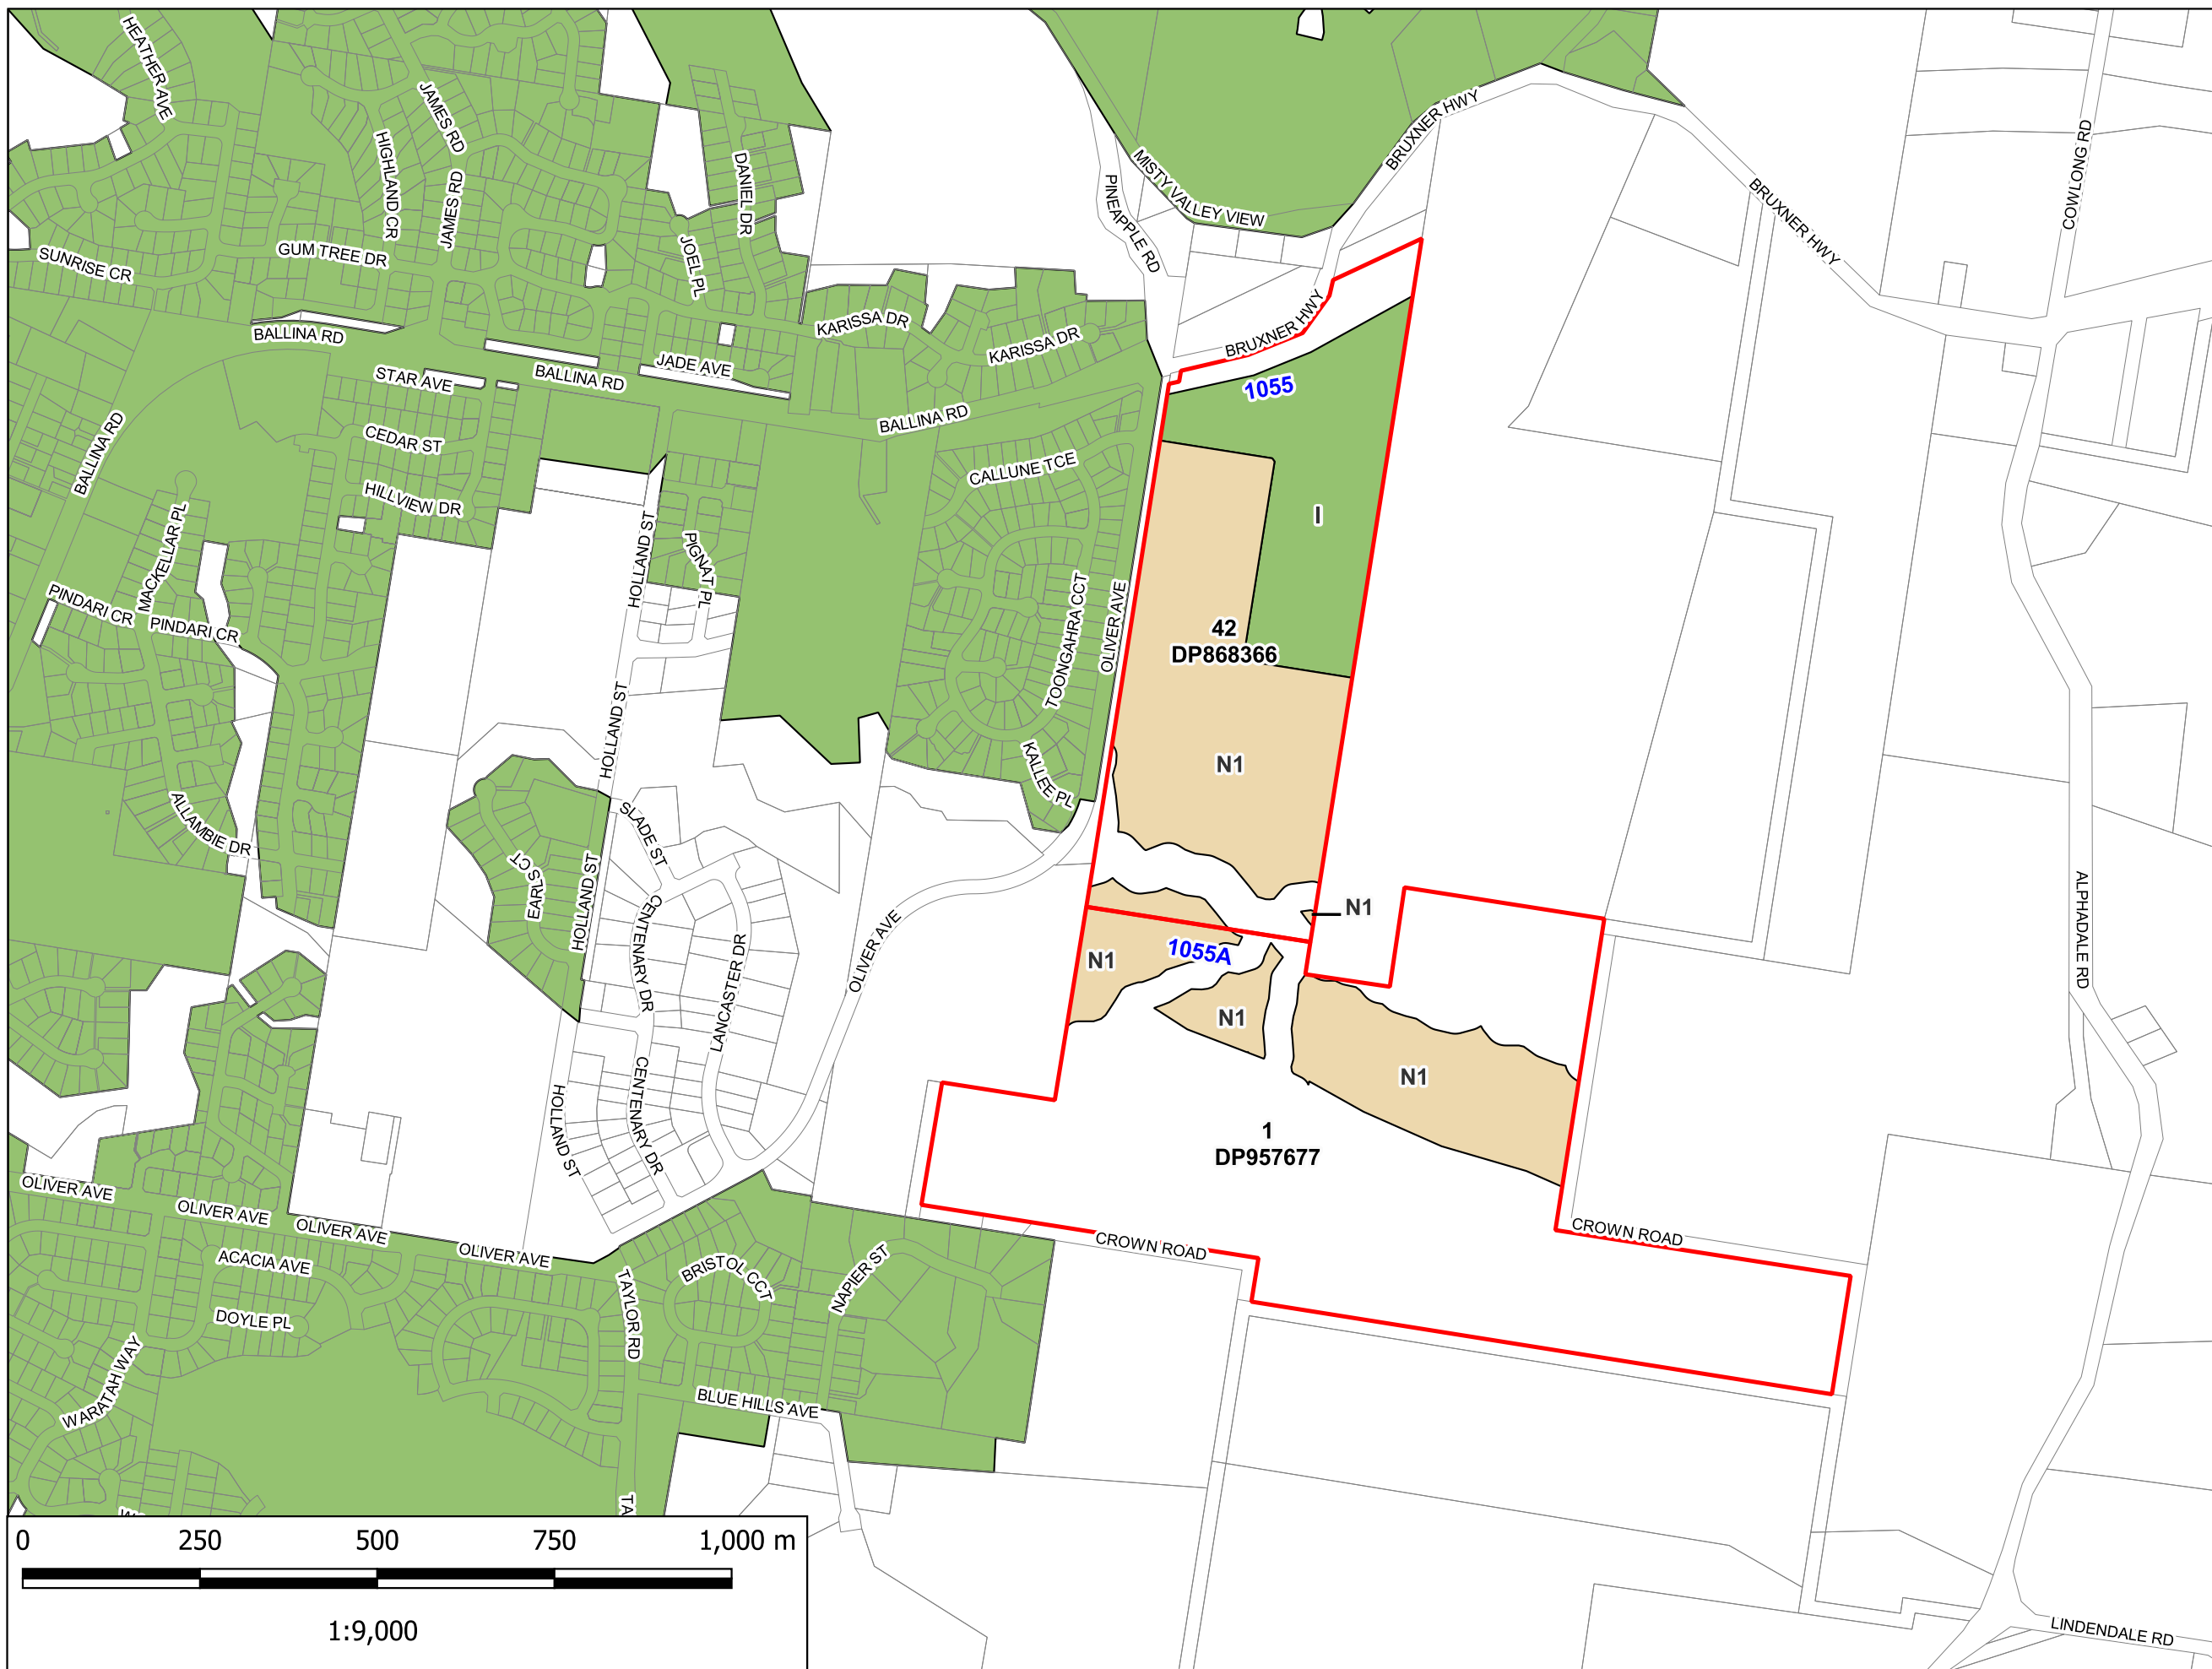 HEATHER AVE
JAMES RD
HIGHLAND CR
JAMES RD
DANIEL DR
JOEL PL
SUNRISE CR
GUM TREE DR
BALLINA RD
STAR AVE
BALLINA RD
JADE AVE
KARISSA DR
KARISSA DR
BALLINA RD
BALLINA RD
CEDAR ST
HILLVIEW DR
CALLUNE TCE
MACKELLAR PL
PINDARI CR
PINDARI CR
HOLLAND ST
PIGNAT PL
TOONGAHRA CCT
OLIVER AVE
HOLLAND ST
KALLEE PL
ALLAMBIE DR
SLADE ST
EARLS CT
HOLLAND ST
CENTENARY DR
LANCASTER DR
OLIVER AVE
CENTENARY DR
HOLLAND ST
OLIVER AVE
OLIVER AVE
OLIVER AVE
OLIVER AVE
ACACIA AVE
DOYLE PL
WARATAH WAY
TAYLOR RD
BRISTOL CCT
NAPIER ST
BLUE HILLS AVE
TA
PINEAPPLE RD
MISTY VALLEY VIEW
BRUXNER HWY
BRUXNER HWY
BRUXNER HWY
COWLONG RD
ALPHADALE RD
LINDENDALE RD
CROWN ROAD
CROWN ROAD
1055
I
42
DP868366
N1
N1
1055A
N1
N1
N1
1
DP957677
0 250 500 750 1,000 m
1:9,000